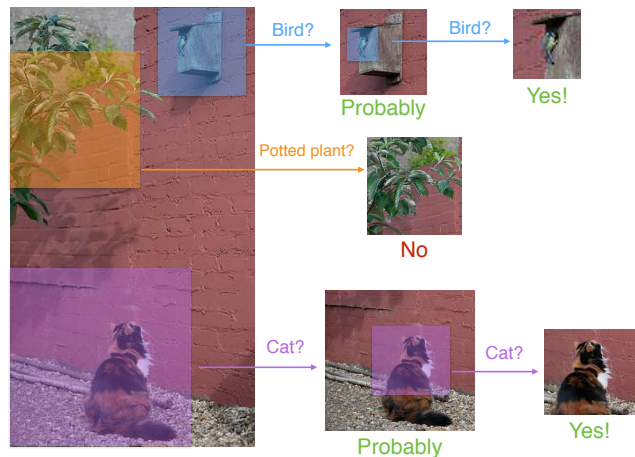 Bird?
Bird?
Probably
Yes!
Potted plant?
No
Cat?
Cat?
Probably
Yes!